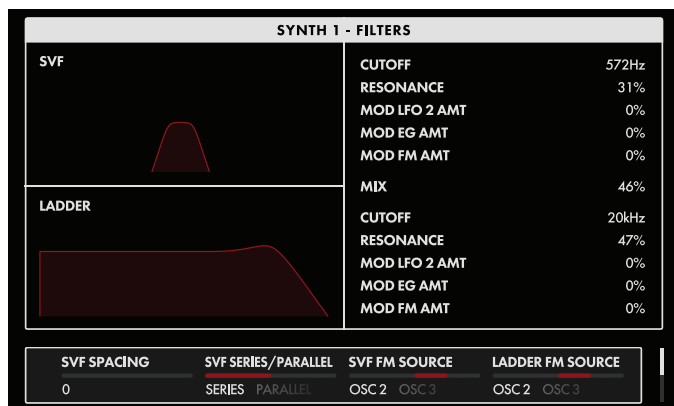 SYNTH 1 - FILTERS
SVF
CUTOFF 572Hz
RESONANCE 31%
MOD LFO 2 AMT 0%
MOD EG AMT 0%
MOD FM AMT 0%
MIX 46%
LADDER
CUTOFF 20kHz
RESONANCE 47%
MOD LFO 2 AMT 0%
MOD EG AMT 0%
MOD FM AMT 0%
SVF SPACING SVF SERIES/PARALLEL SVF FM SOURCE LADDER FM SOURCE
0 SERIES PARALLEL OSC 2 OSC 3 OSC 2 OSC 3